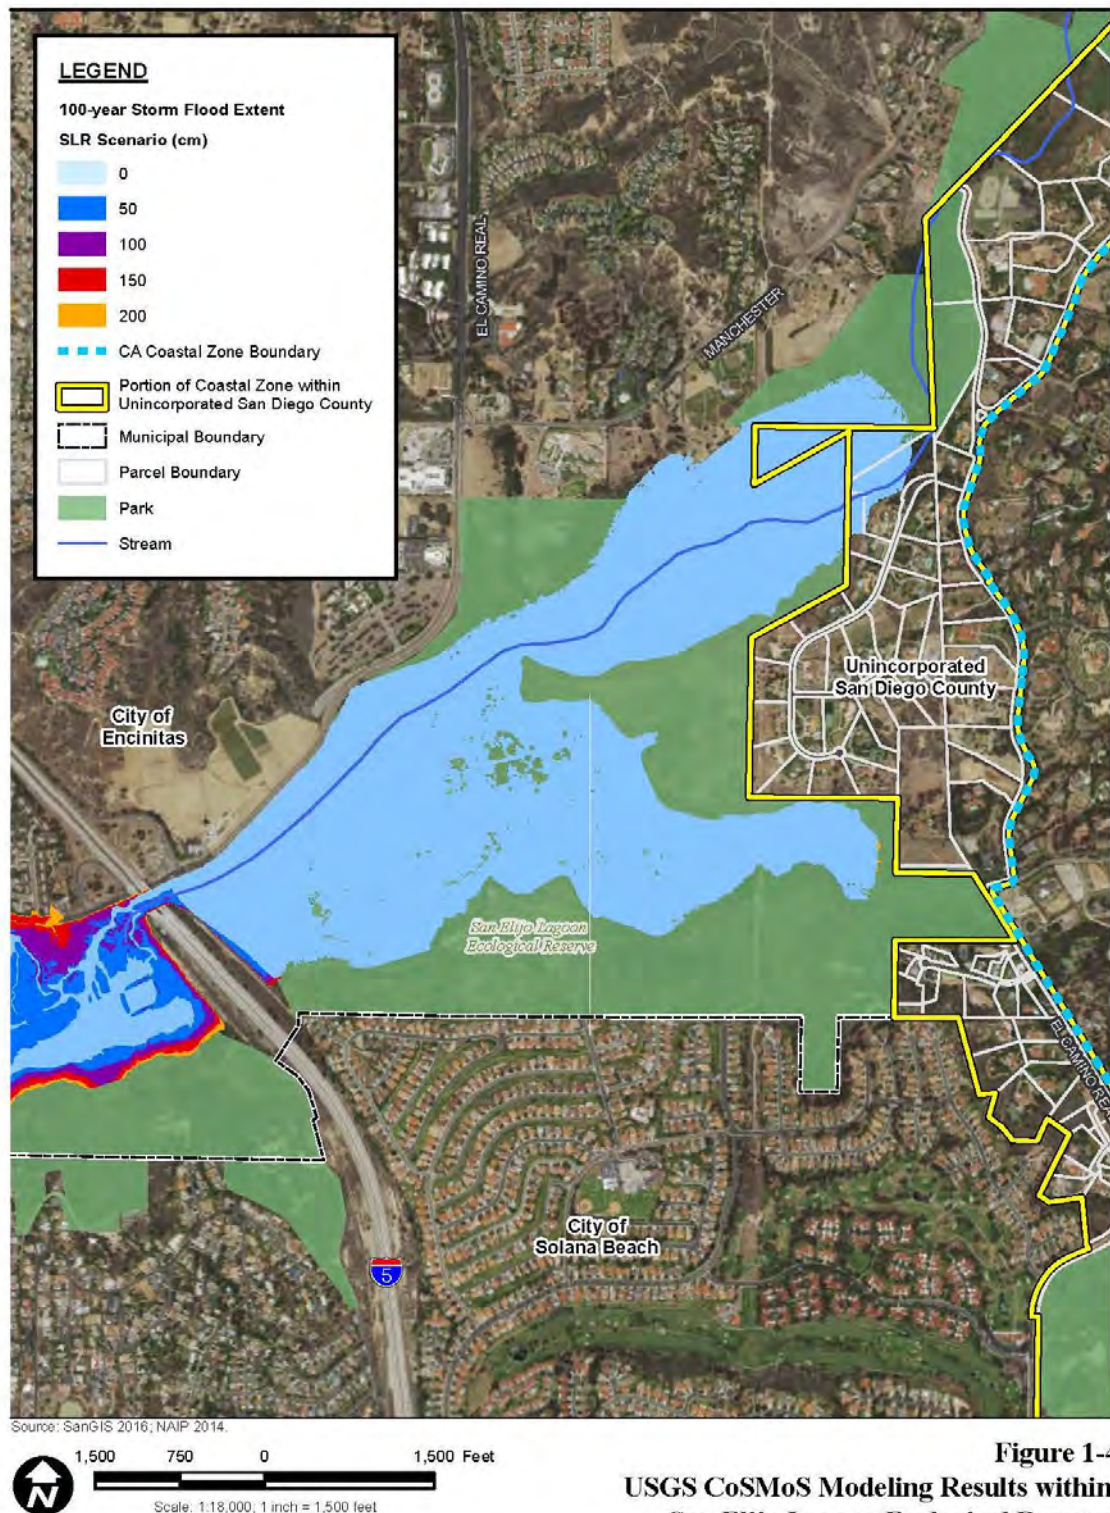 LEGEND
100-year Storm Flood Extent
SLR Scenario (cm)
0
50
100
150
200
CA Coastal Zone Boundary
Portion of Coastal Zone within
Unincorporated San Diego County
Municipal Boundary
Parcel Boundary
Park
Stream
EL CAMINO REAL
MANCHESTER
Unincorporated
San Diego County
City of
Encinitas
San Elijo Lagoon
Ecological Reserve
EL CAMINO REA
City of
Solana Beach
5
Source: SanGIS 2016; NAIP 2014.
N
1,500 750 0 1,500 Feet
Scale: 1:18,000; 1 inch = 1,500 feet
Figure 1-4
USGS CoSMoS Modeling Results within